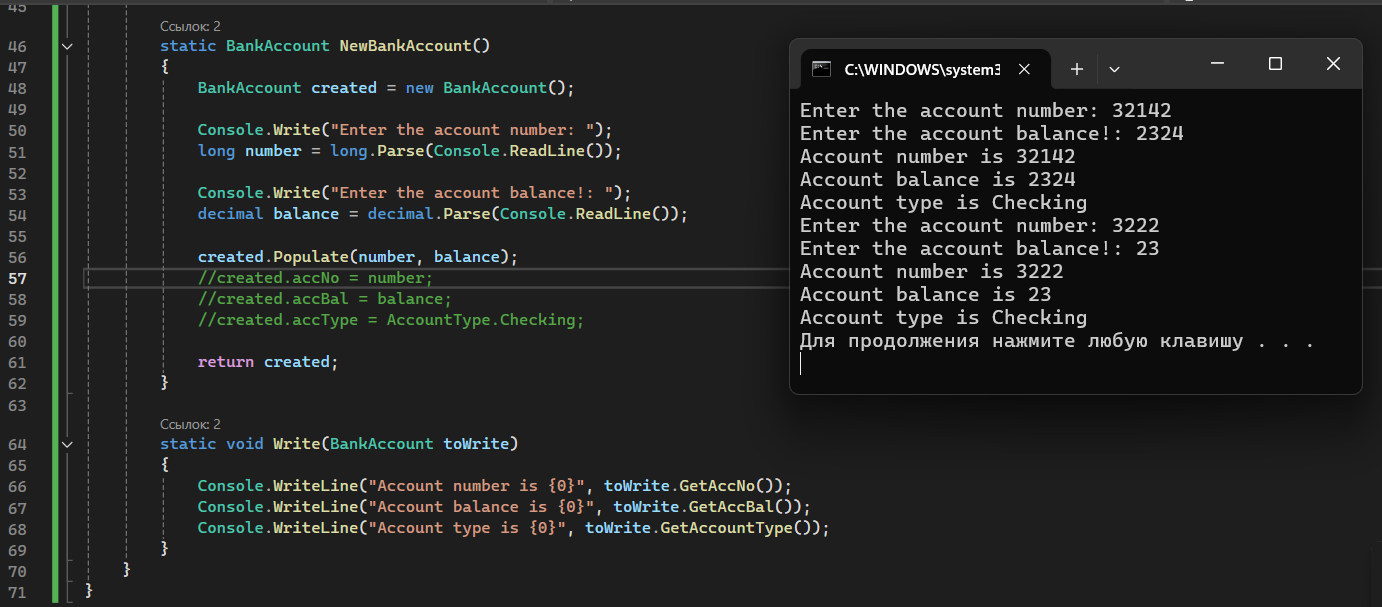 45
Ссылок: 2
46 static BankAccount NewBankAccount()
47 {
48 BankAccount created = new BankAccount();
49
50 Console.Write("Enter the account number: ");
51 long number = long.Parse(Console.ReadLine());
52
53 Console.Write("Enter the account balance!: ");
54 decimal balance = decimal.Parse(Console.ReadLine());
55
56 created.Populate(number, balance);
57 //created.accNo = number;
58 //created.accBal = balance;
59 //created.accType = AccountType.Checking;
60
61 return created;
62 }
63
Ссылок: 2
64 static void Write(BankAccount toWrite)
65 {
66 Console.WriteLine("Account number is {0}", toWrite.GetAccNo());
67 Console.WriteLine("Account balance is {0}", toWrite.GetAccBal());
68 Console.WriteLine("Account type is {0}", toWrite.GetAccountType());
69 }
70 }
71 }
C:\WINDOWS\system3
Enter the account number: 32142
Enter the account balance!: 2324
Account number is 32142
Account balance is 2324
Account type is Checking
Enter the account number: 3222
Enter the account balance!: 23
Account number is 3222
Account balance is 23
Account type is Checking
Для продолжения нажмите любую клавишу . . .